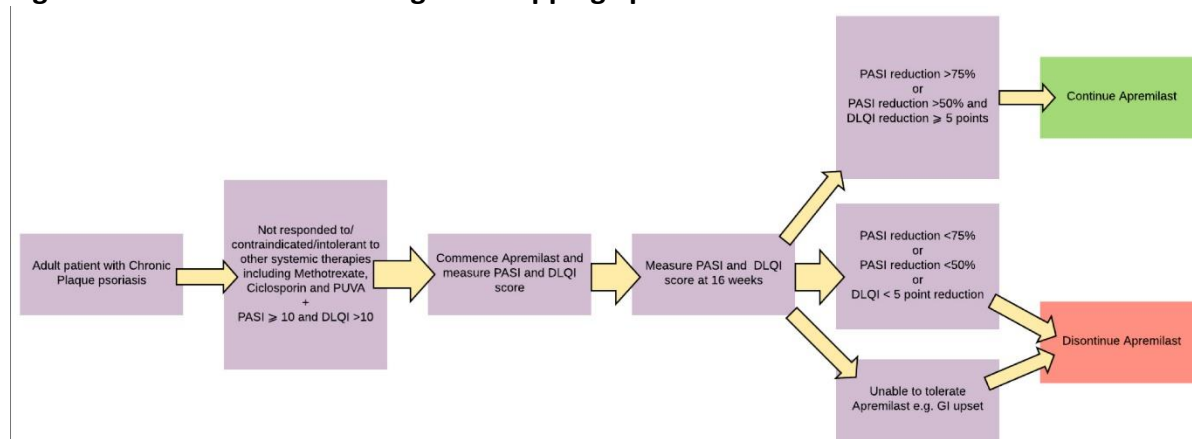 Adult patient with Chronic
Plaque psoriasis
Not responded to/
contraindicated/intolerant to
other systemic therapies
including Methotrexate,
Ciclosporin and PUVA
+
PASI ⩾ 10 and DLQI >10
Commence Apremilast and
measure PASI and DLQI
score
Measure PASI and DLQI
score at 16 weeks
PASI reduction >75%
or
PASI reduction >50% and
DLQI reduction ⩾ 5 points
Continue Apremilast
PASI reduction <75%
or
PASI reduction <50%
or
DLQI < 5 point reduction
Unable to tolerate
Apremilast e.g. GI upset
Disontinue Apremilast